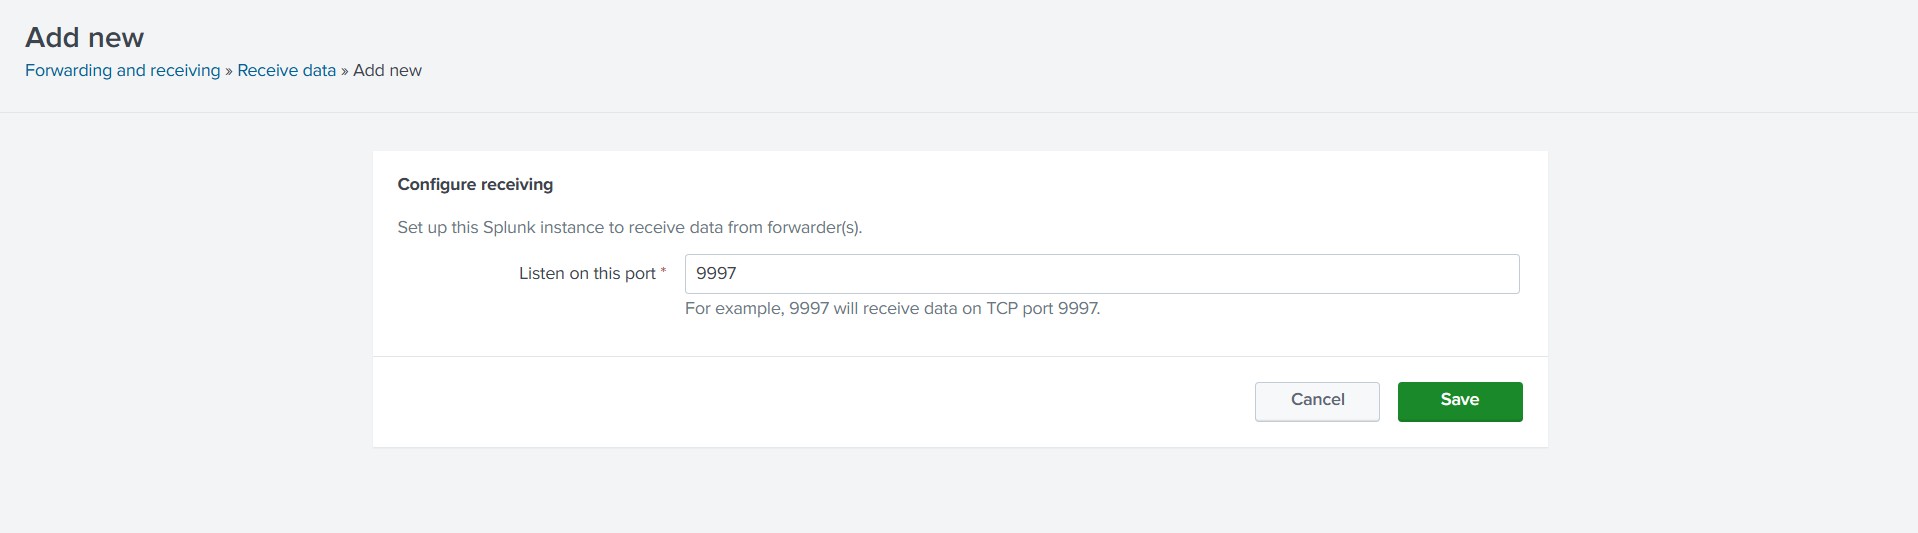 Add new
Forwarding and receiving » Receive data » Add new
Configure receiving
Set up this Splunk instance to receive data from forwarder(s).
Listen on this port * 9997
For example, 9997 will receive data on TCP port 9997.
Cancel Save